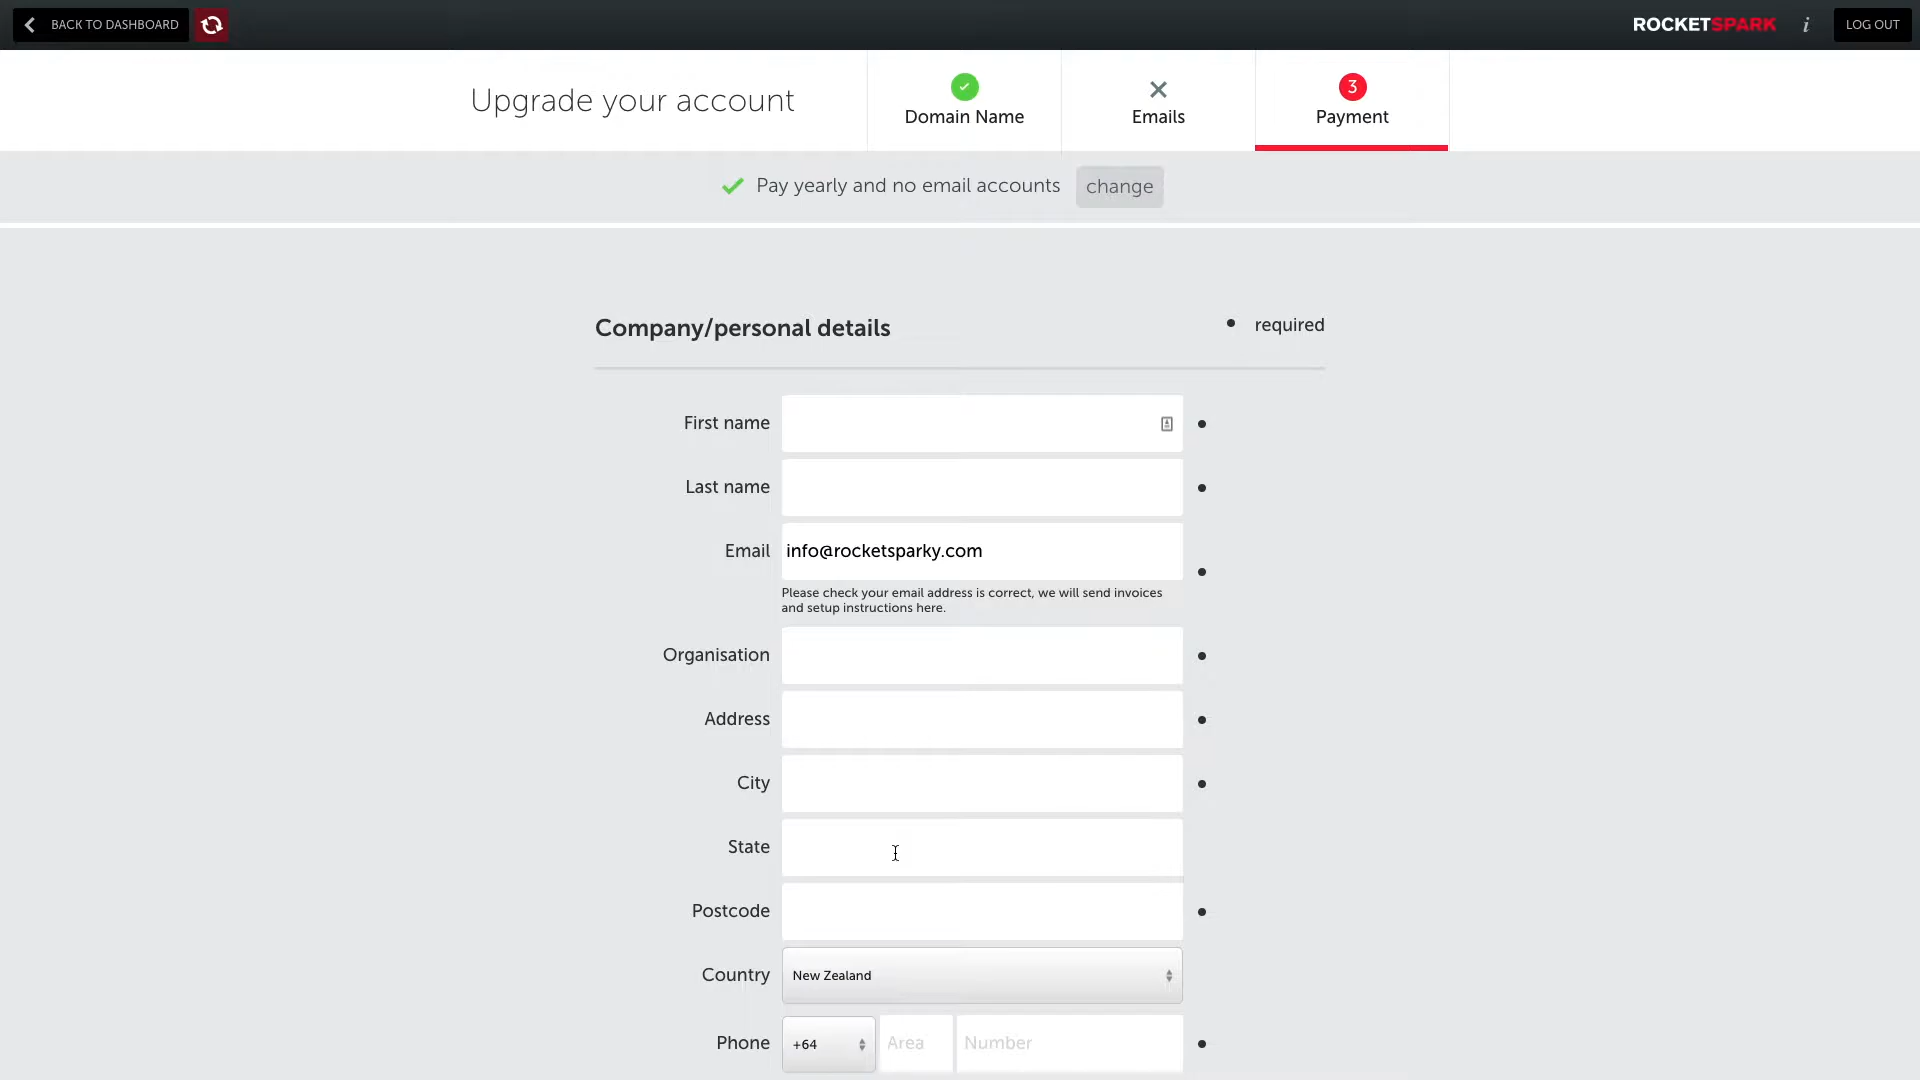 BACK TO DASHBOARD
ROCKETSPARK
i
LOG OUT
Upgrade your account
Domain Name
Emails
3
Payment
Pay yearly and no email accounts
change
Company/personal details
• required
First name
Last name
Email
info@rocketsparky.com
Please check your email address is correct, we will send invoices
and setup instructions here.
Organisation
Address
City
State
Postcode
Country
New Zealand
Phone
+64
Area
Number